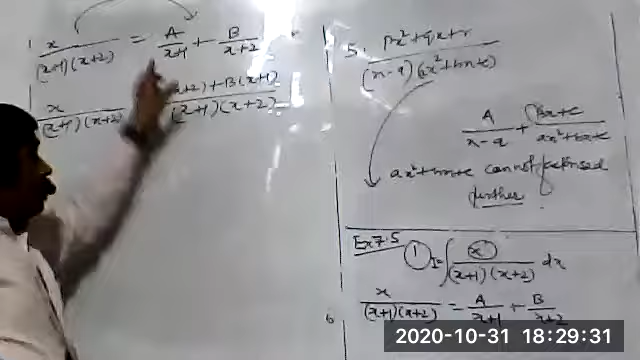 1. x/((x+1)(x+2)) = A/(x+1) + B/(x+2)
x/((x+1)(x+2)) (x+2)+B(x+1)/((x+1)(x+2))
5. px²+qx+r/((x-a)(ax²+bx+c))
A/(x-a) + Bx+c/(ax²+bx+c)
ax²+bx+c cannot
further.
Ex 7.5
① I=∫ x/((x+1)(x+2)) dx
x/((x+1)(x+2)) = A/(x+1) + B/(x+2)
6
2020-10-31 18:29:31